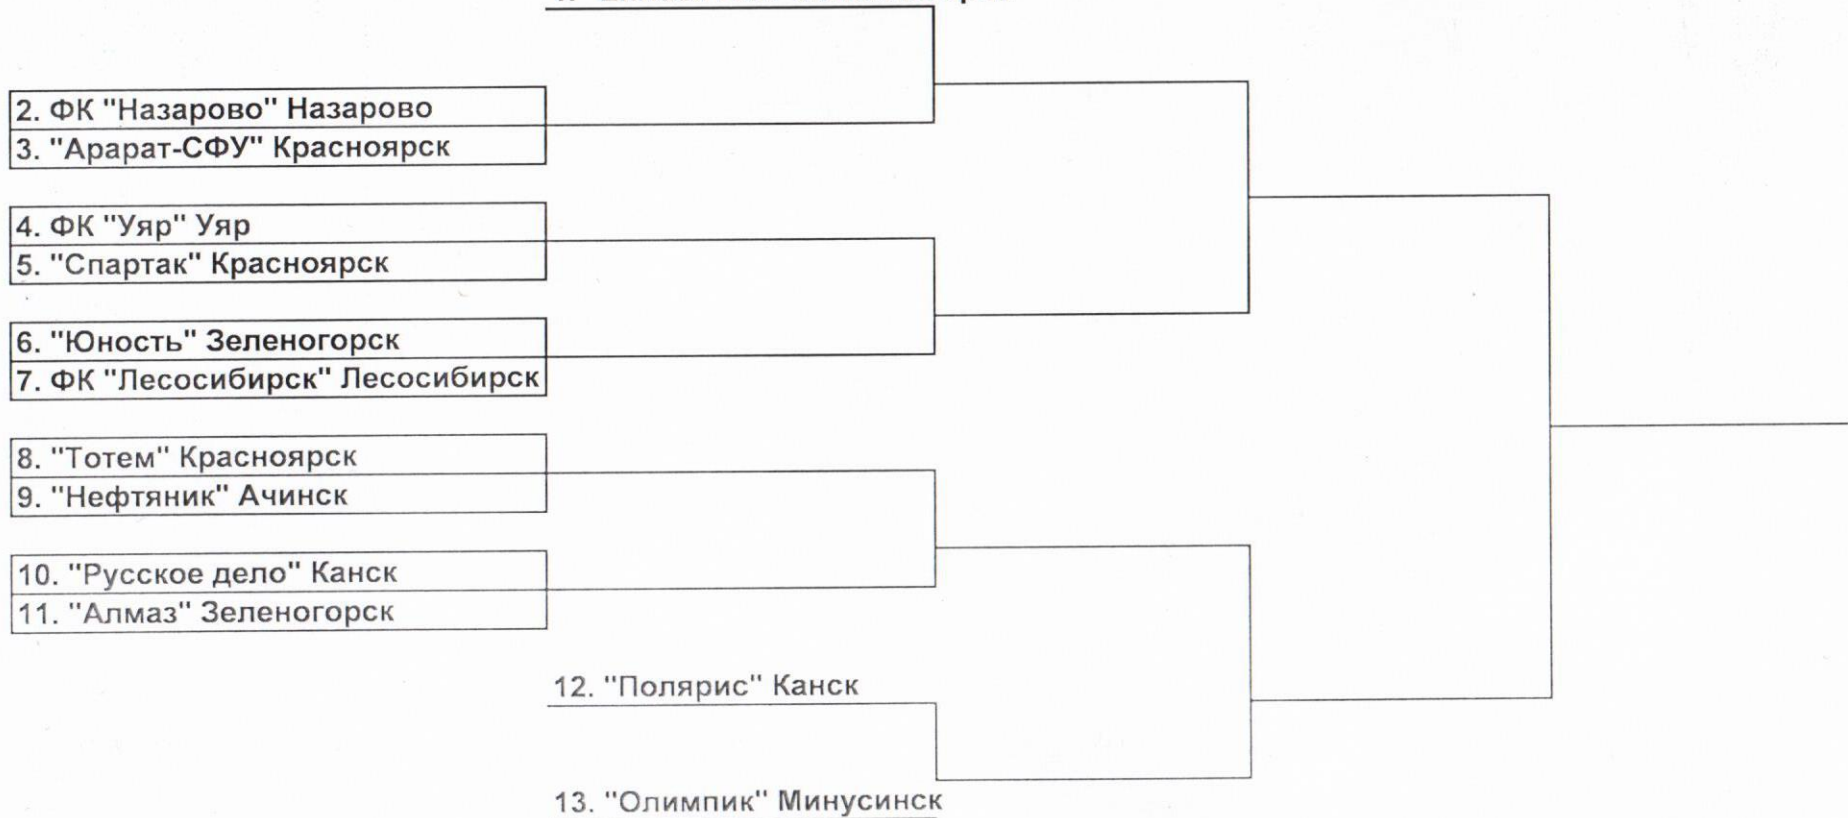 2. ФК "Назарово" Назарово
3. "Арарат-СФУ" Красноярск
4. ФК "Уяр" Уяр
5. "Спартак" Красноярск
6. "Юность" Зеленогорск
7. ФК "Лесосибирск" Лесосибирск
8. "Тотем" Красноярск
9. "Нефтяник" Ачинск
10. "Русское дело" Канск
11. "Алмаз" Зеленогорск
12. "Полярис" Канск
13. "Олимпик" Минусинск